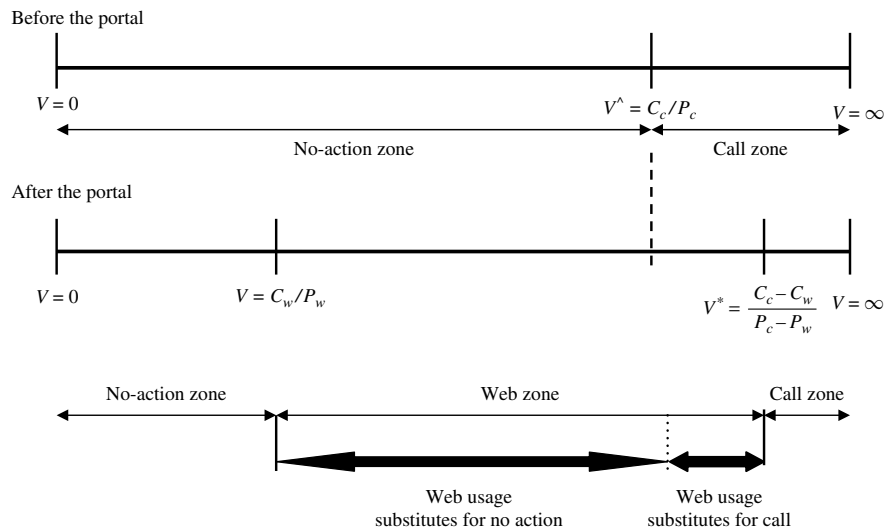 Before the portal
V = 0
V^ = C_c/P_c
V = ∞
No-action zone
Call zone
After the portal
V = 0
V = C_w/P_w
V* = (C_c – C_w)/(P_c – P_w)
V = ∞
No-action zone
Web zone
Call zone
Web usage
substitutes for no action
Web usage
substitutes for call